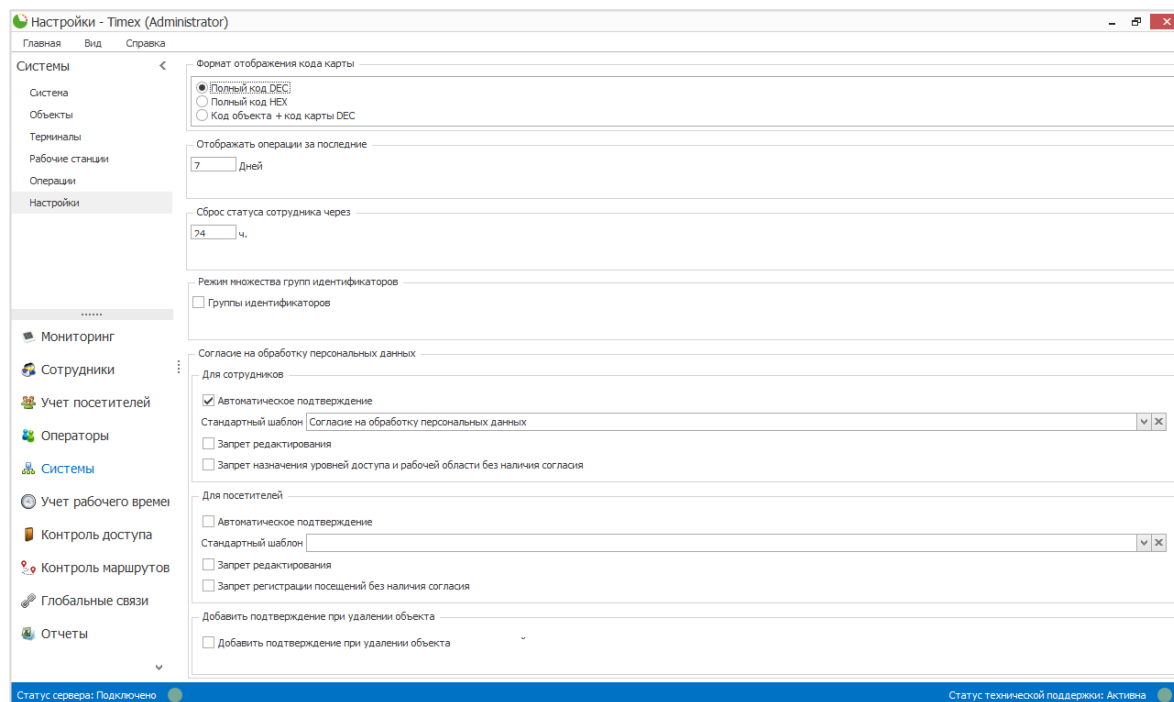 Настройки - Timex (Administrator)
Главная Вид Справка
Системы
Система
Объекты
Терминалы
Рабочие станции
Операции
Настройки
Мониторинг
Сотрудники
Учет посетителей
Операторы
Системы
Учет рабочего времен
Контроль доступа
Контроль маршрутов
Глобальные связи
Отчеты
Формат отображения кода карты
Полный код DEC
Полный код HEX
Код объекта + код карты DEC
Отображать операции за последние
7 Дней
Сброс статуса сотрудника через
24 ч.
Режим множества групп идентификаторов
Группы идентификаторов
Согласие на обработку персональных данных
Для сотрудников
Автоматическое подтверждение
Стандартный шаблон Согласие на обработку персональных данных
Запрет редактирования
Запрет назначения уровней доступа и рабочей области без наличия согласия
Для посетителей
Автоматическое подтверждение
Стандартный шаблон
Запрет редактирования
Запрет регистрации посещений без наличия согласия
Добавить подтверждение при удалении объекта
Добавить подтверждение при удалении объекта
Статус сервера: Подключено
Статус технической поддержки: Активна